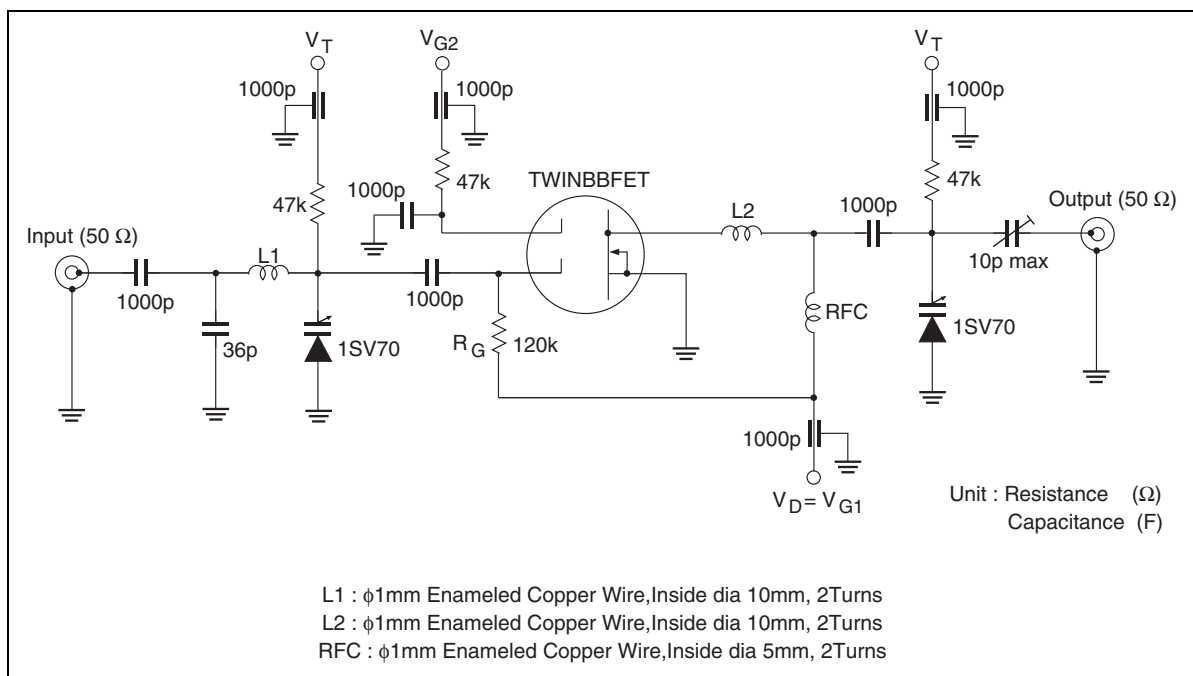 V_T
V_G2
V_T
1000p
1000p
1000p
47k
TWINBBFET
47k
1000p
47k
L2
1000p
Output (50 Ω)
Input (50 Ω)
L1
10p max
1000p
1000p
RFC
36p
1SV70
R_G
120k
1SV70
1000p
V_D = V_G1
Unit : Resistance (Ω)
Capacitance (F)
L1 : ϕ1mm Enameled Copper Wire,Inside dia 10mm, 2Turns
L2 : ϕ1mm Enameled Copper Wire,Inside dia 10mm, 2Turns
RFC : ϕ1mm Enameled Copper Wire,Inside dia 5mm, 2Turns